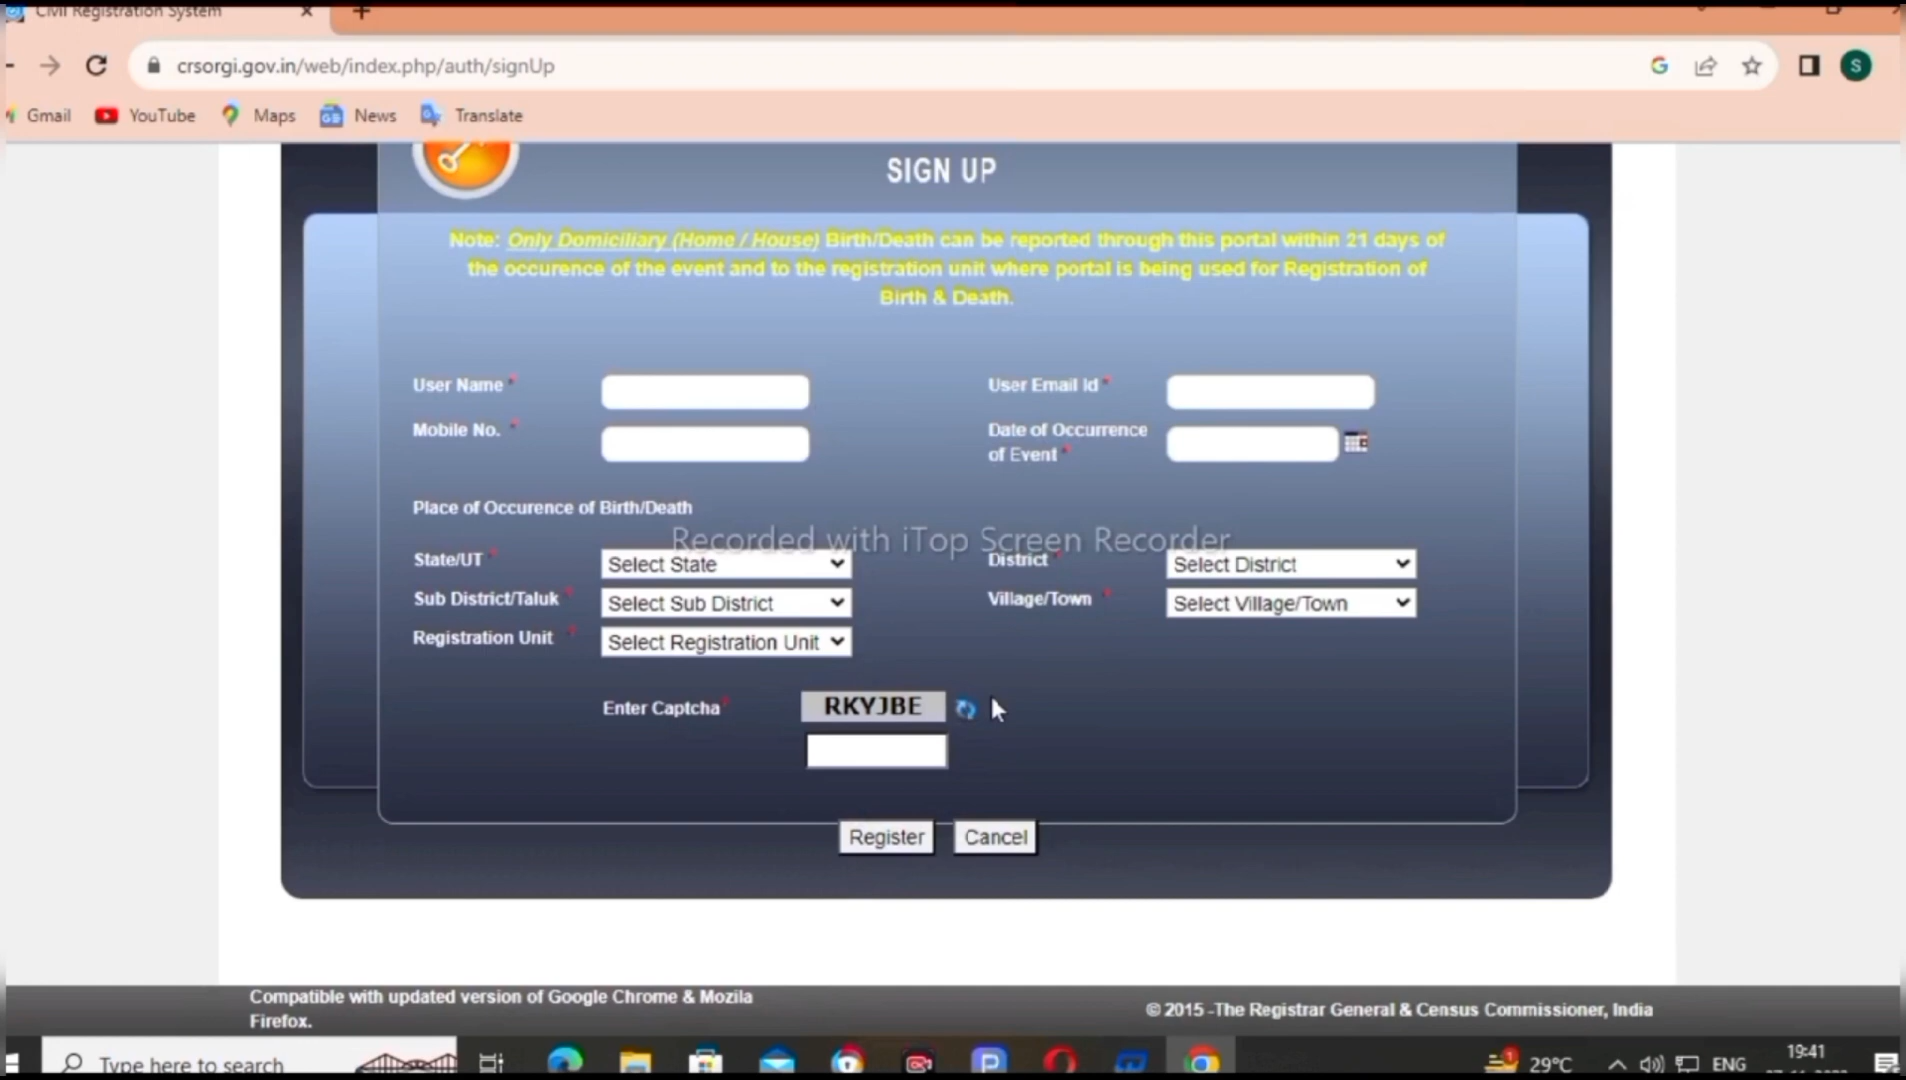 Civil Registration System
crsorgi.gov.in/web/index.php/auth/signUp
S
Gmail YouTube Maps News Translate
SIGN UP
Note: Only Domiciliary (Home / House) Birth/Death can be reported through this portal within 21 days of
the occurence of the event and to the registration unit where portal is being used for Registration of
Birth & Death.
User Name * User Email Id *
Mobile No. * Date of Occurrence
of Event *
Place of Occurence of Birth/Death
Recorded with iTop Screen Recorder
State/UT * Select State District * Select District
Sub District/Taluk * Select Sub District Village/Town * Select Village/Town
Registration Unit * Select Registration Unit
Enter Captcha * RKYJBE
Register Cancel
Compatible with updated version of Google Chrome & Mozila
Firefox.
© 2015 -The Registrar General & Census Commissioner, India
Type here to search 29°C ENG 19:41